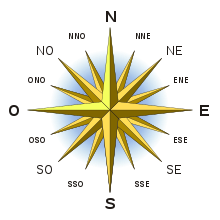 N
NNO NNE
NO NE
ONO ENE
O E
OSO ESE
SO SE
SSO SSE
S